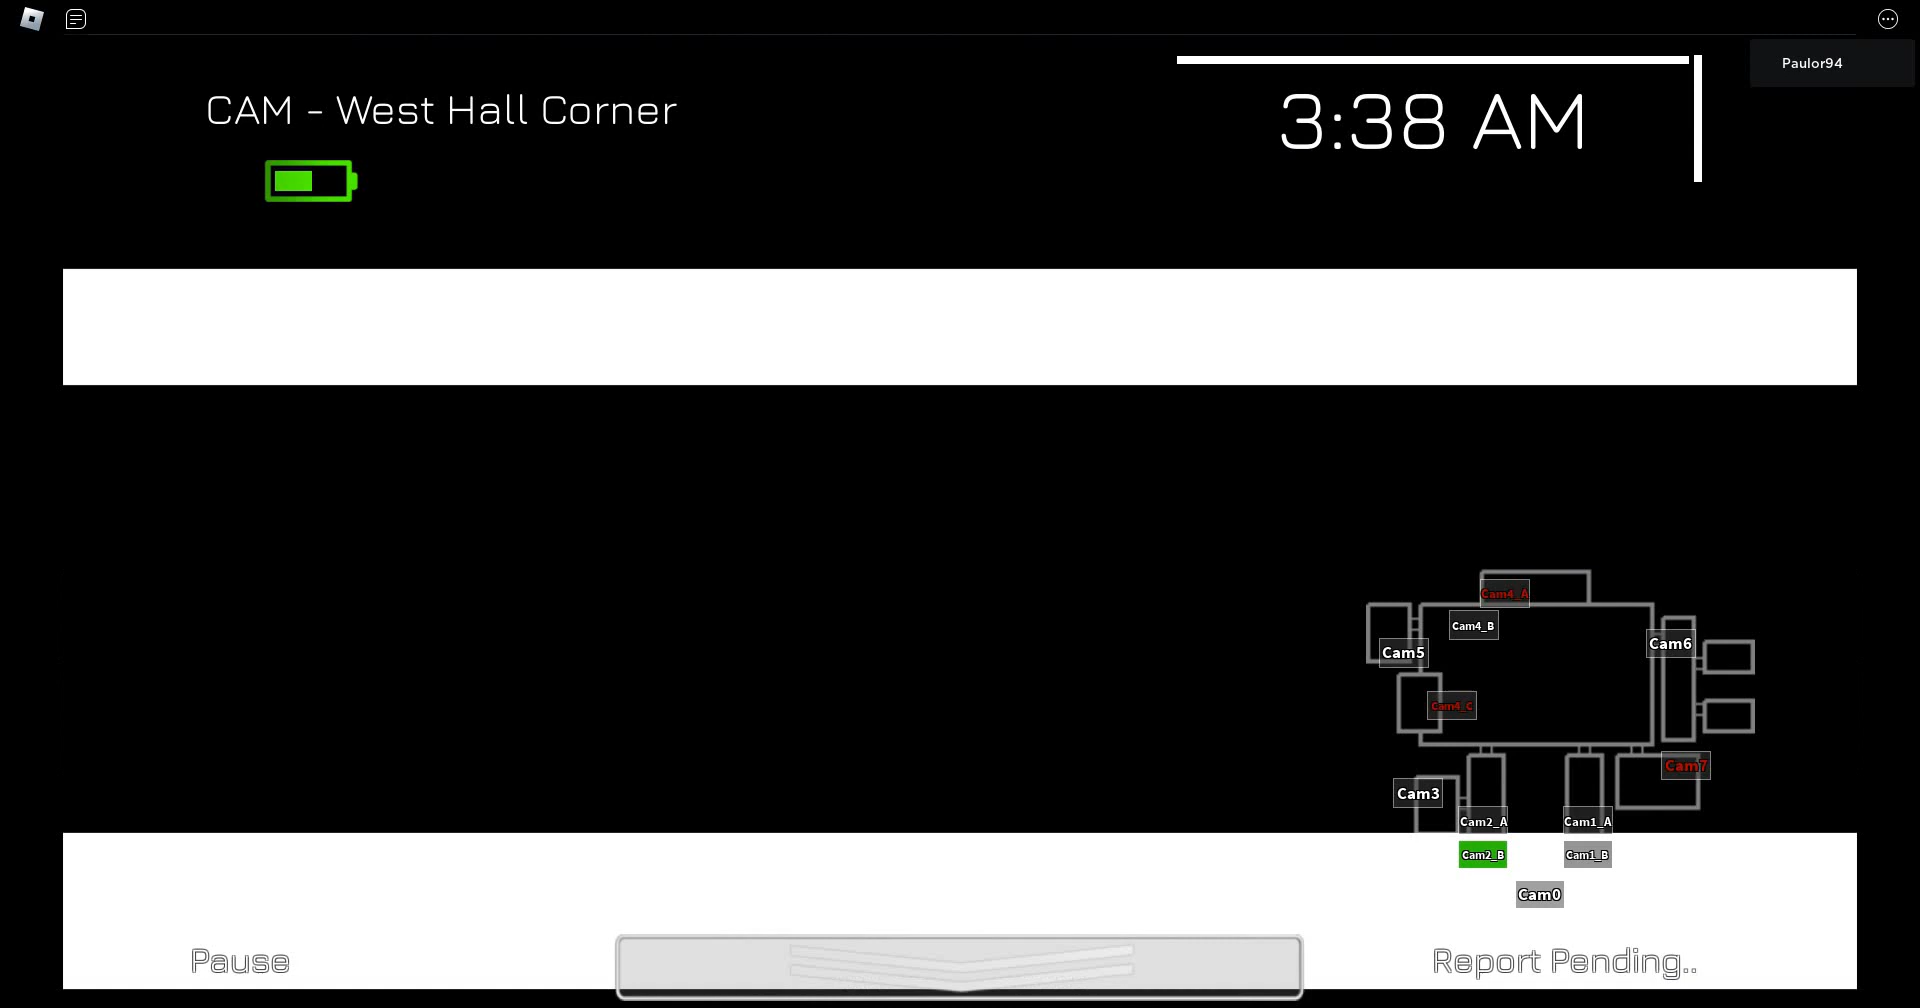 Paulor94
CAM - West Hall Corner
3:38 AM
Cam4_A
Cam4_B
Cam5
Cam6
Cam4_C
Cam7
Cam3
Cam2_A
Cam1_A
Cam2_B
Cam1_B
Cam0
Pause
Report Pending..